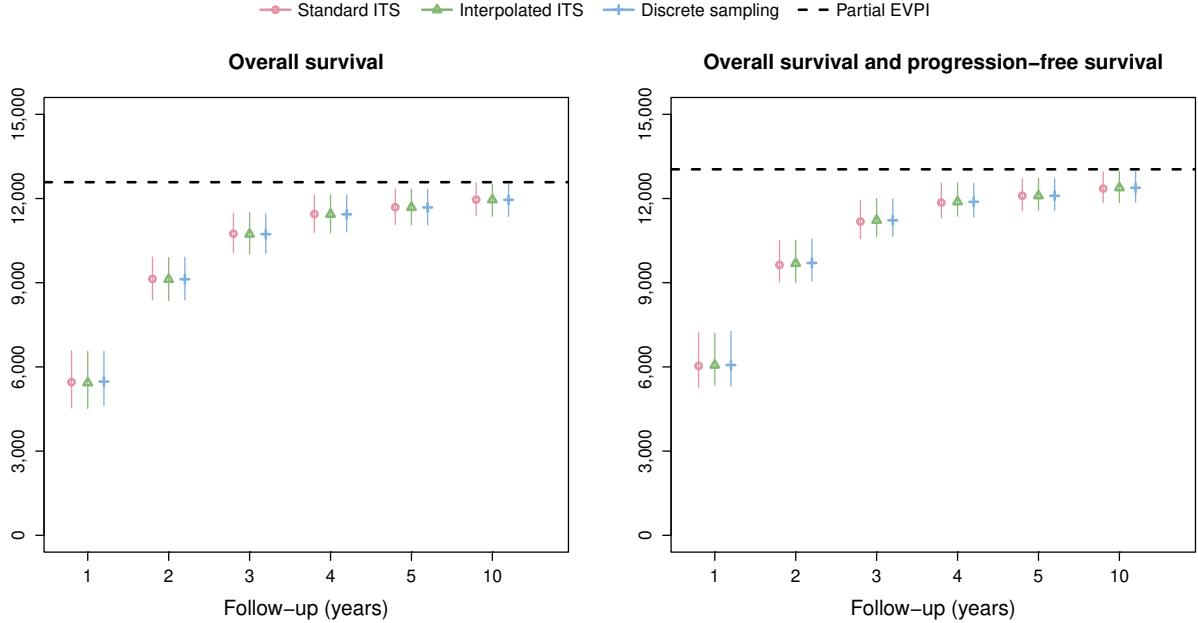 Standard ITS Interpolated ITS Discrete sampling Partial EVPI
Overall survival
15,000
12,000
9,000
6,000
3,000
0
1 2 3 4 5 10
Follow−up (years)
Overall survival and progression−free survival
15,000
12,000
9,000
6,000
3,000
0
1 2 3 4 5 10
Follow−up (years)